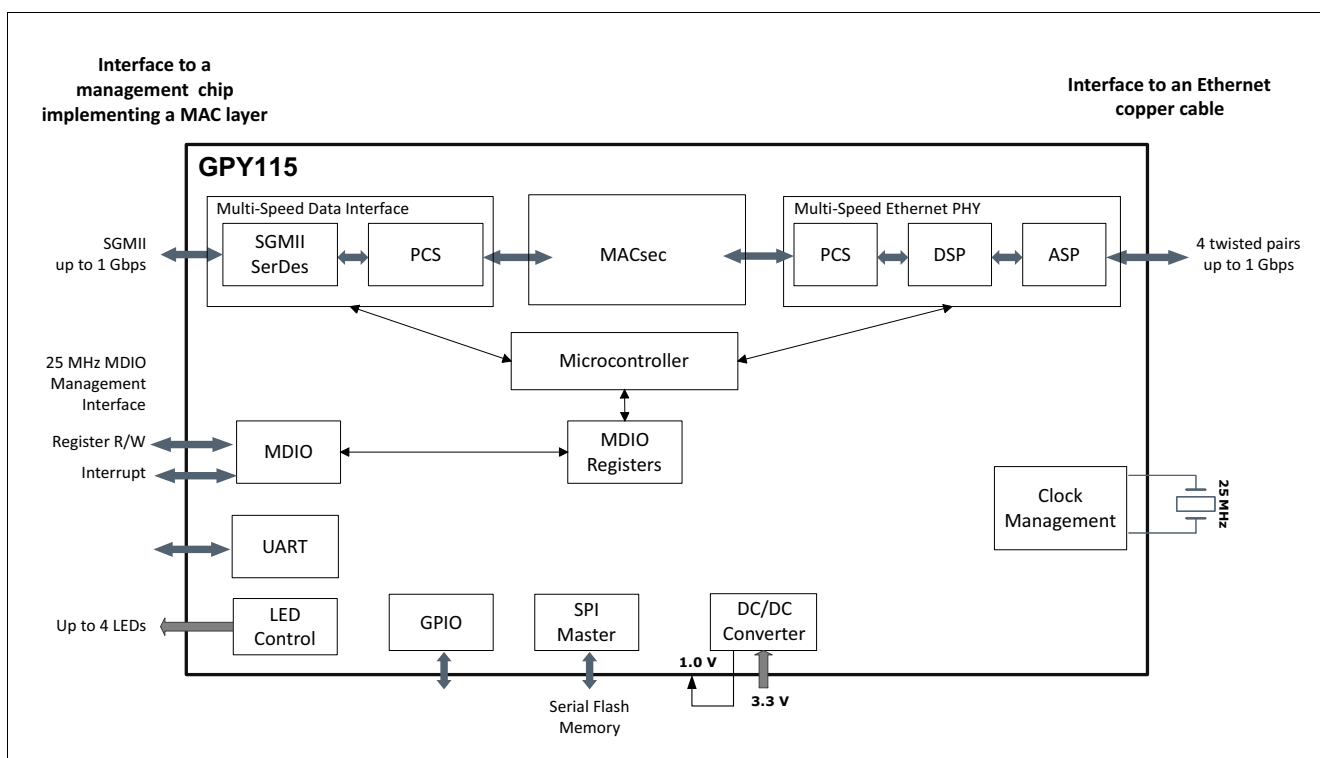 Interface to a
management chip
implementing a MAC layer
Interface to an Ethernet
copper cable
GPY115
Multi-Speed Data Interface
SGMII
SerDes
PCS
MACsec
Multi-Speed Ethernet PHY
PCS
DSP
ASP
SGMII
up to 1 Gbps
4 twisted pairs
up to 1 Gbps
Microcontroller
25 MHz MDIO
Management
Interface
Register R/W
Interrupt
MDIO
MDIO
Registers
Clock
Management
25 MHz
UART
Up to 4 LEDs
LED
Control
GPIO
SPI
Master
DC/DC
Converter
1.0 V
3.3 V
Serial Flash
Memory